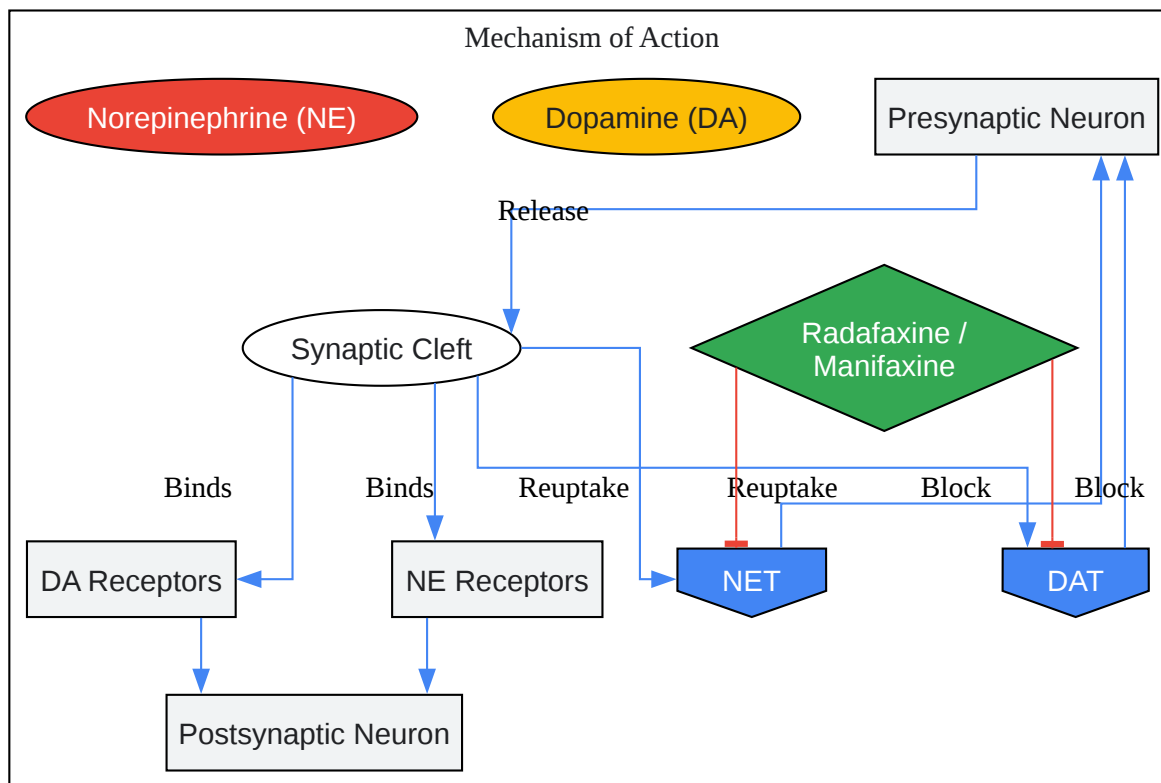 Mechanism of Action
Norepinephrine (NE)
Dopamine (DA)
Presynaptic Neuron
Release
Synaptic Cleft
Radafaxine /
Manifaxine
Binds
Binds
Reuptake
Reuptake
Block
Block
DA Receptors
NE Receptors
NET
DAT
Postsynaptic Neuron